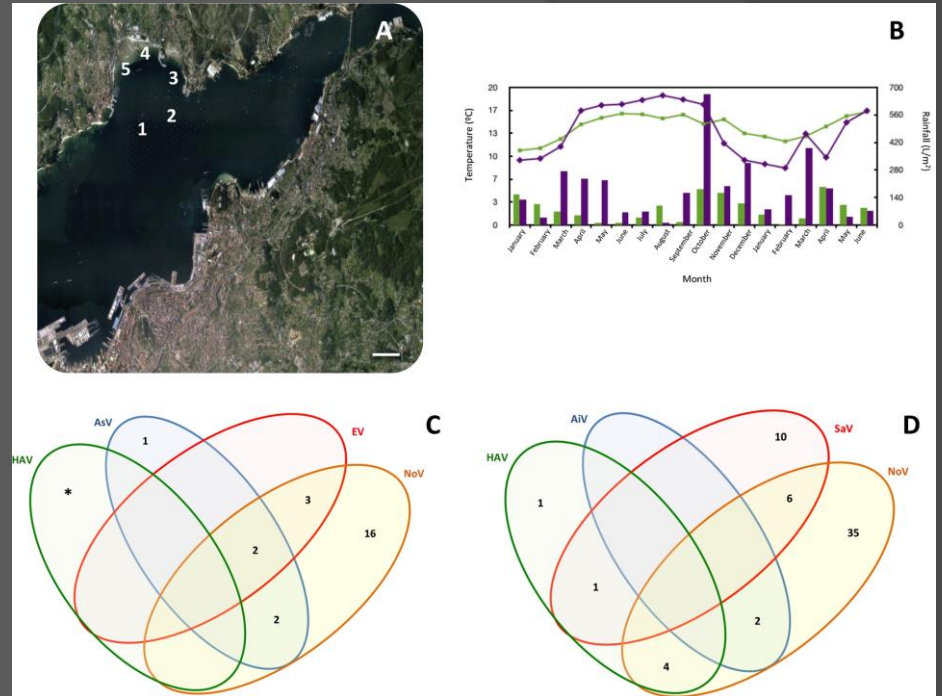 A
4
5
3
2
1
B
20
17
13
10
7
3
0
Temperature (ºC)
700
560
420
280
140
0
Rainfall (L/m²)
January
February
March
April
May
June
July
August
September
October
November
December
January
February
March
April
May
June
Month
C
AsV
EV
HAV
NoV
1
*
3
16
2
2
D
AiV
SaV
HAV
NoV
10
1
6
35
1
2
4